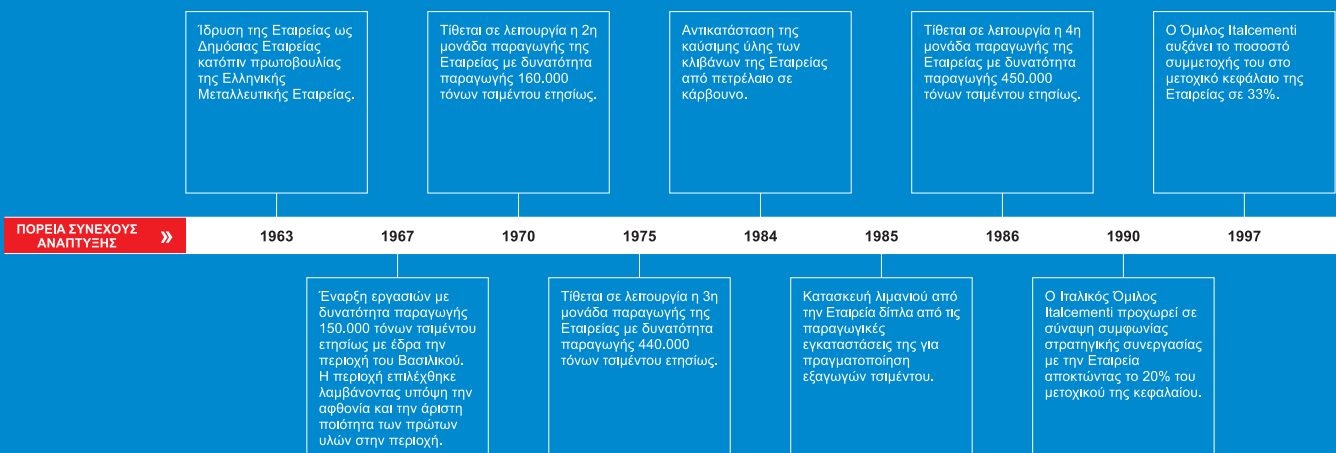 Ίδρυση της Εταιρείας ως
Δημόσιας Εταιρείας
κατόπιν πρωτοβουλίας
της Ελληνικής
Μεταλλευτικής Εταιρείας.
Τίθεται σε λειτουργία η 2η
μονάδα παραγωγής της
Εταιρείας με δυνατότητα
παραγωγής 160.000
τόνων τσιμέντου ετησίως.
Αντικατάσταση της
καύσιμης ύλης των
κλιβάνων της Εταιρείας
από πετρέλαιο σε
κάρβουνο.
Τίθεται σε λειτουργία η 4η
μονάδα παραγωγής της
Εταιρείας με δυνατότητα
παραγωγής 450.000
τόνων τσιμέντου ετησίως.
Ο Όμιλος Italcementi
αυξάνει το ποσοστό
συμμετοχής του στο
μετοχικό κεφάλαιο της
Εταιρείας σε 33%.
ΠΟΡΕΙΑ ΣΥΝΕΧΟΥΣ
ΑΝΑΠΤΥΞΗΣ »
1963 1967 1970 1975 1984 1985 1986 1990 1997
Έναρξη εργασιών με
δυνατότητα παραγωγής
150.000 τόνων τσιμέντου
ετησίως με έδρα την
περιοχή του Βασιλικού.
Η περιοχή επιλέχθηκε
λαμβάνοντας υπόψη την
αφθονία και την άριστη
ποιότητα των πρώτων
υλών στην περιοχή.
Τίθεται σε λειτουργία η 3η
μονάδα παραγωγής της
Εταιρείας με δυνατότητα
παραγωγής 440.000
τόνων τσιμέντου ετησίως.
Κατασκευή λιμανιού από
την Εταιρεία δίπλα από τις
παραγωγικές
εγκαταστάσεις της για
πραγματοποίηση
εξαγωγών τσιμέντου.
Ο Ιταλικός Όμιλος
Italcementi προχωρεί σε
σύναψη συμφωνίας
στρατηγικής συνεργασίας
με την Εταιρεία
αποκτώντας το 20% του
μετοχικού της κεφαλαίου.